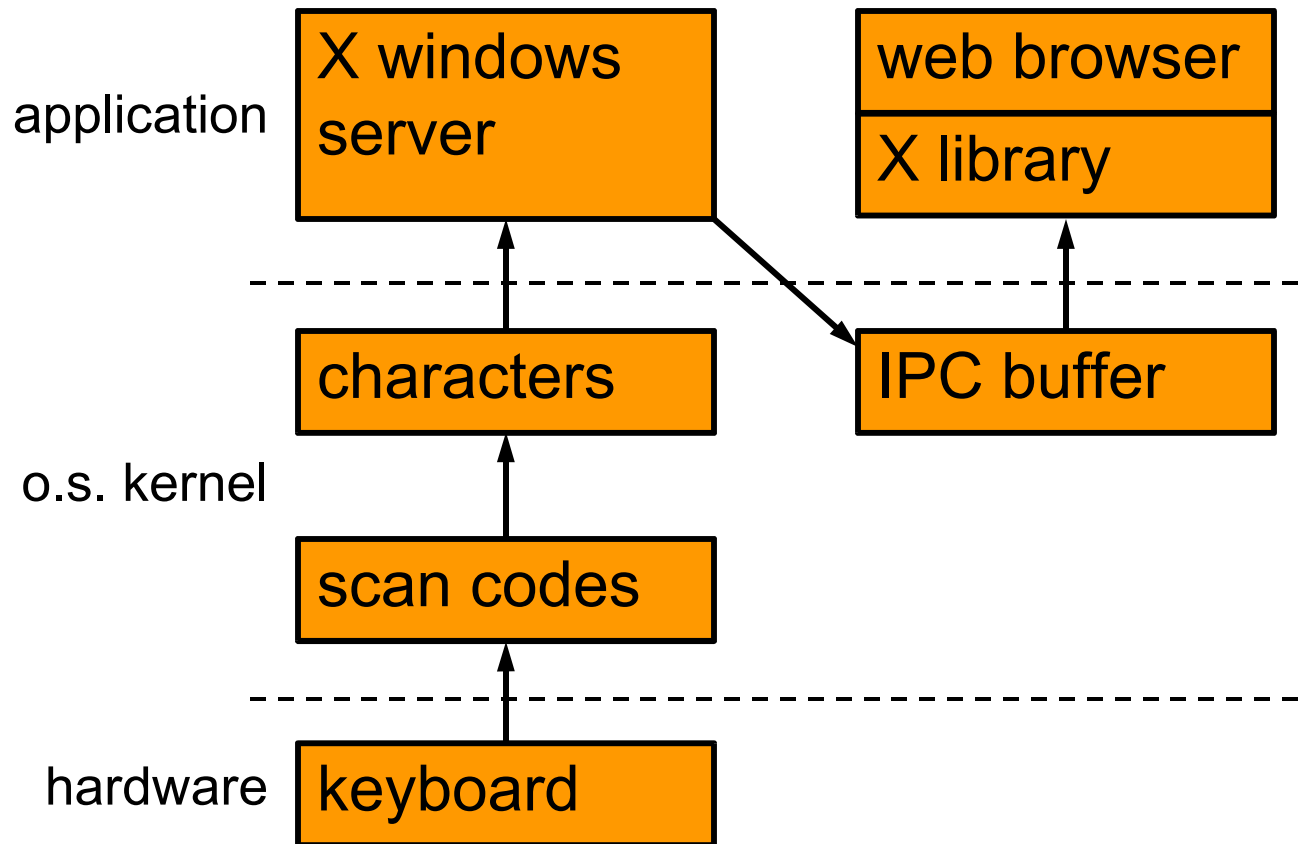 application
X windows
server
web browser
X library
characters
IPC buffer
o.s. kernel
scan codes
hardware
keyboard